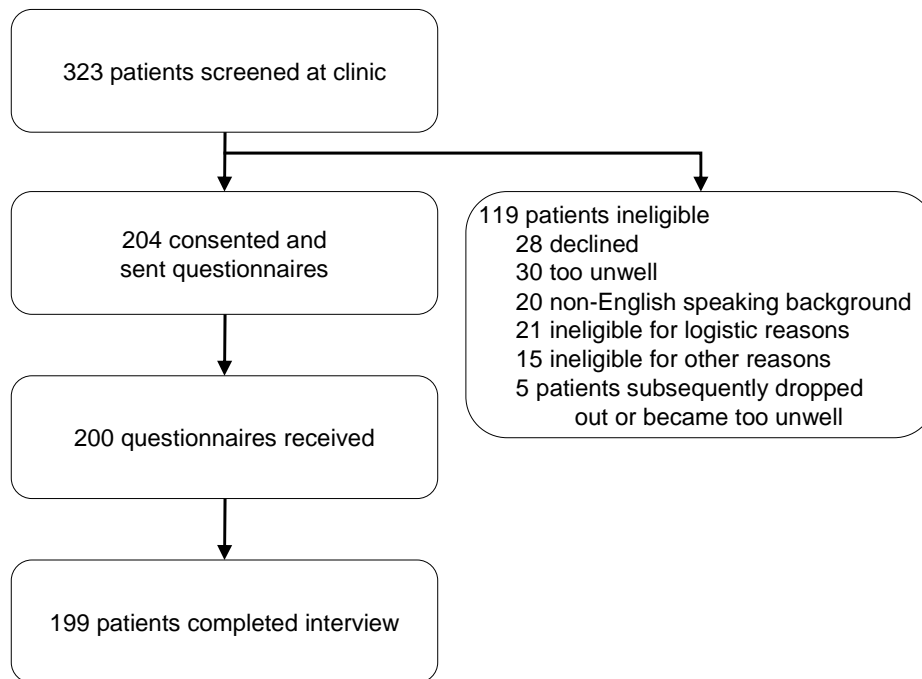 323 patients screened at clinic
204 consented and
sent questionnaires
119 patients ineligible
28 declined
30 too unwell
20 non-English speaking background
21 ineligible for logistic reasons
15 ineligible for other reasons
5 patients subsequently dropped
out or became too unwell
200 questionnaires received
199 patients completed interview